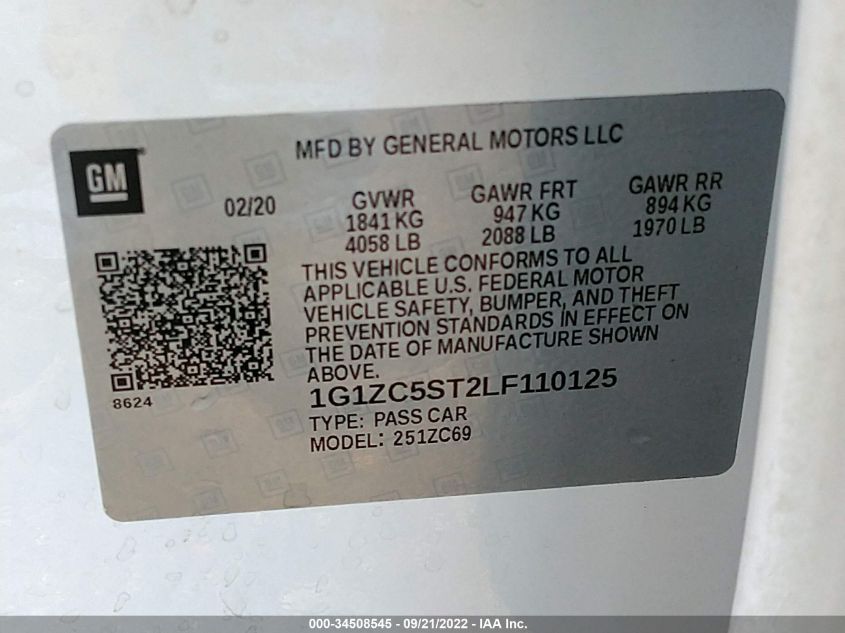 MFD BY GENERAL MOTORS LLC
GM
02/20
GVWR
1841 KG
4058 LB
GAWR FRT
947 KG
2088 LB
GAWR RR
894 KG
1970 LB
THIS VEHICLE CONFORMS TO ALL
APPLICABLE U.S. FEDERAL MOTOR
VEHICLE SAFETY, BUMPER, AND THEFT
PREVENTION STANDARDS IN EFFECT ON
THE DATE OF MANUFACTURE SHOWN
ABOVE.
8624
1G1ZC5ST2LF110125
TYPE: PASS CAR
MODEL: 251ZC69
000-34508545 - 09/21/2022 - IAA Inc.